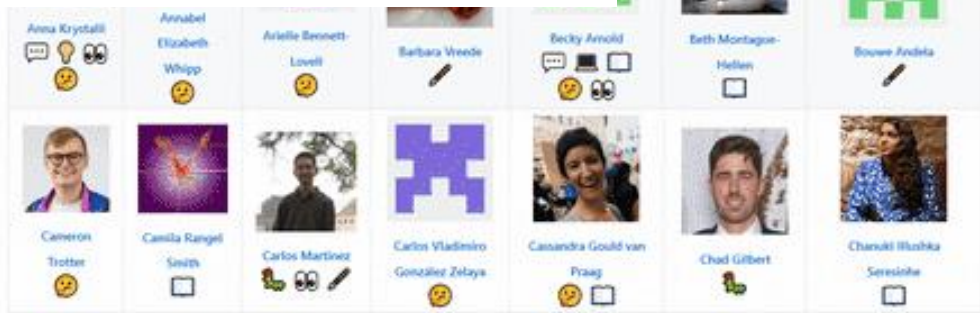 Anna Krystalli
Annabel
Elizabeth
Whipp
Arielle Bennett-
Lovell
Barbara Vreede
Becky Arnold
Beth Montague-
Hellen
Bouwe Andela
Cameron
Trotter
Camila Rangel
Smith
Carlos Martinez
Carlos Vladimiro
González Zelaya
Cassandra Gould van
Praag
Chad Gilbert
Chanuki Illushka
Seresinhe